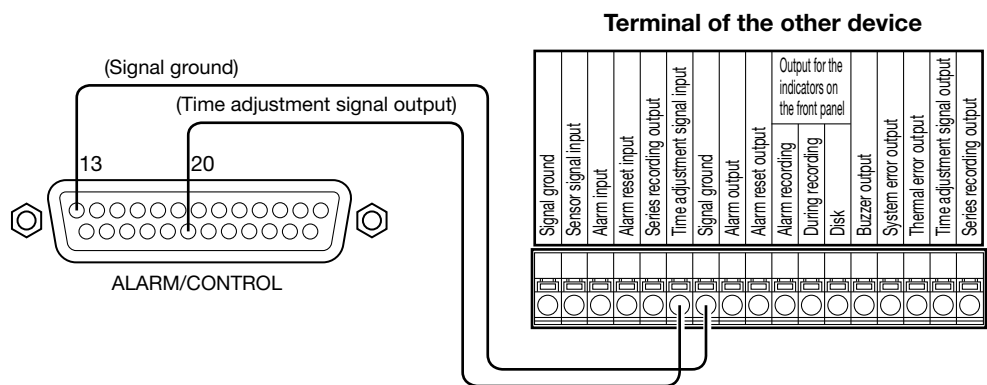 Terminal of the other device
(Signal ground)
(Time adjustment signal output)
13
20
ALARM/CONTROL
Signal ground
Sensor signal input
Alarm input
Alarm reset input
Series recording output
Time adjustment signal input
Signal ground
Alarm output
Alarm reset output
Output for the
indicators on
the front panel
Alarm recording
During recording
Disk
Buzzer output
System error output
Thermal error output
Time adjustment signal output
Series recording output